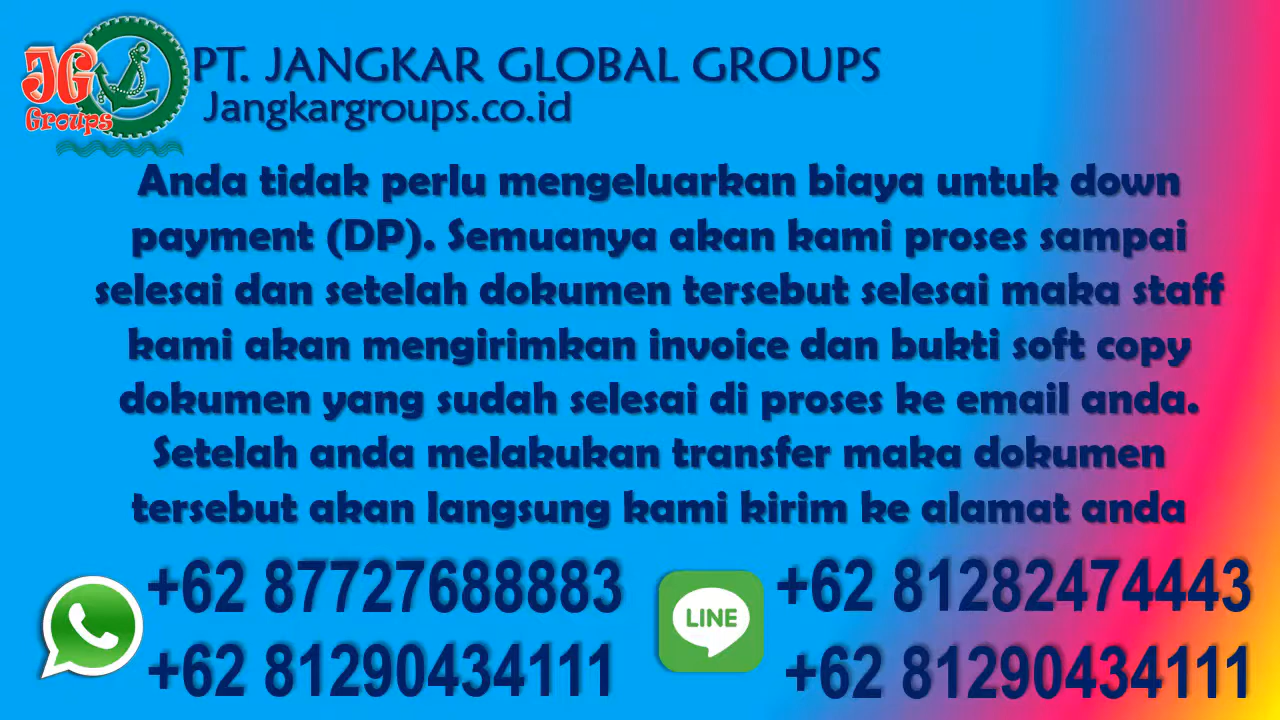 JG
Groups
PT. JANGKAR GLOBAL GROUPS
Jangkargroups.co.id
Anda tidak perlu mengeluarkan biaya untuk down
payment (DP). Semuanya akan kami proses sampai
selesai dan setelah dokumen tersebut selesai maka staff
kami akan mengirimkan invoice dan bukti soft copy
dokumen yang sudah selesai di proses ke email anda.
Setelah anda melakukan transfer maka dokumen
tersebut akan langsung kami kirim ke alamat anda
+62 87727688883
+62 81290434111
LINE
+62 81282474443
+62 81290434111